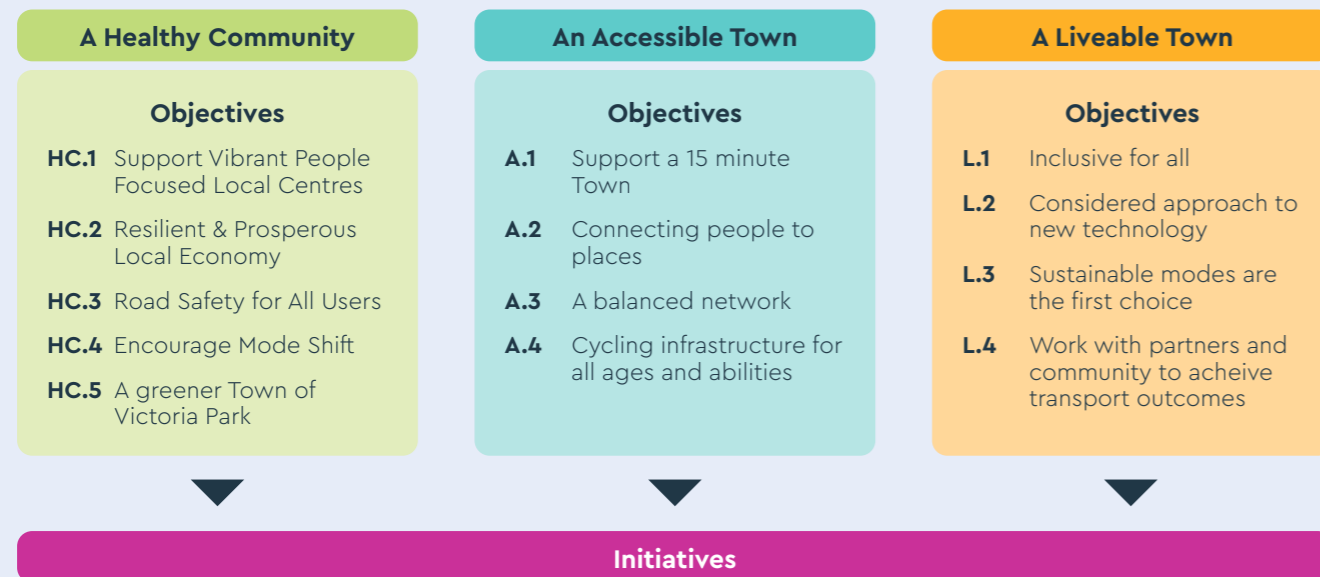 A Healthy Community
Objectives
HC.1 Support Vibrant People
Focused Local Centres
HC.2 Resilient & Prosperous
Local Economy
HC.3 Road Safety for All Users
HC.4 Encourage Mode Shift
HC.5 A greener Town of
Victoria Park
An Accessible Town
Objectives
A.1 Support a 15 minute
Town
A.2 Connecting people to
places
A.3 A balanced network
A.4 Cycling infrastructure for
all ages and abilities
A Liveable Town
Objectives
L.1 Inclusive for all
L.2 Considered approach to
new technology
L.3 Sustainable modes are
the first choice
L.4 Work with partners and
community to acheive
transport outcomes
Initiatives